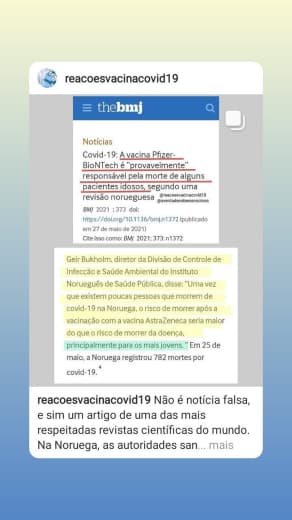 reacoesvacinacovid19
thebmj
Notícias
Covid-19: A vacina Pfizer-
BioNTech é "provavelmente"
responsável pela morte de alguns
pacientes idosos, segundo uma
revisão norueguesa
@reacoesvacinacovid19
BMJ 2021 ; 373 doi:
https://doi.org/10.1136/bmj.n1372 (publicado
em 27 de maio de 2021)
Cite isso como: BMJ 2021; 373: n1372
Geir Bukholm, diretor da Divisão de Controle de
Infecção e Saúde Ambiental do Instituto
Norueguês de Saúde Pública, disse: "Uma vez
que existem poucas pessoas que morrem de
covid-19 na Noruega, o risco de morrer após a
vacinação com a vacina AstraZeneca seria maior
do que o risco de morrer da doença,
principalmente para os mais jovens." Em 25 de
maio, a Noruega registrou 782 mortes por
covid-19. 4
reacoesvacinacovid19 Não é notícia falsa,
e sim um artigo de uma das mais
respeitadas revistas científicas do mundo.
Na Noruega, as autoridades san... mais